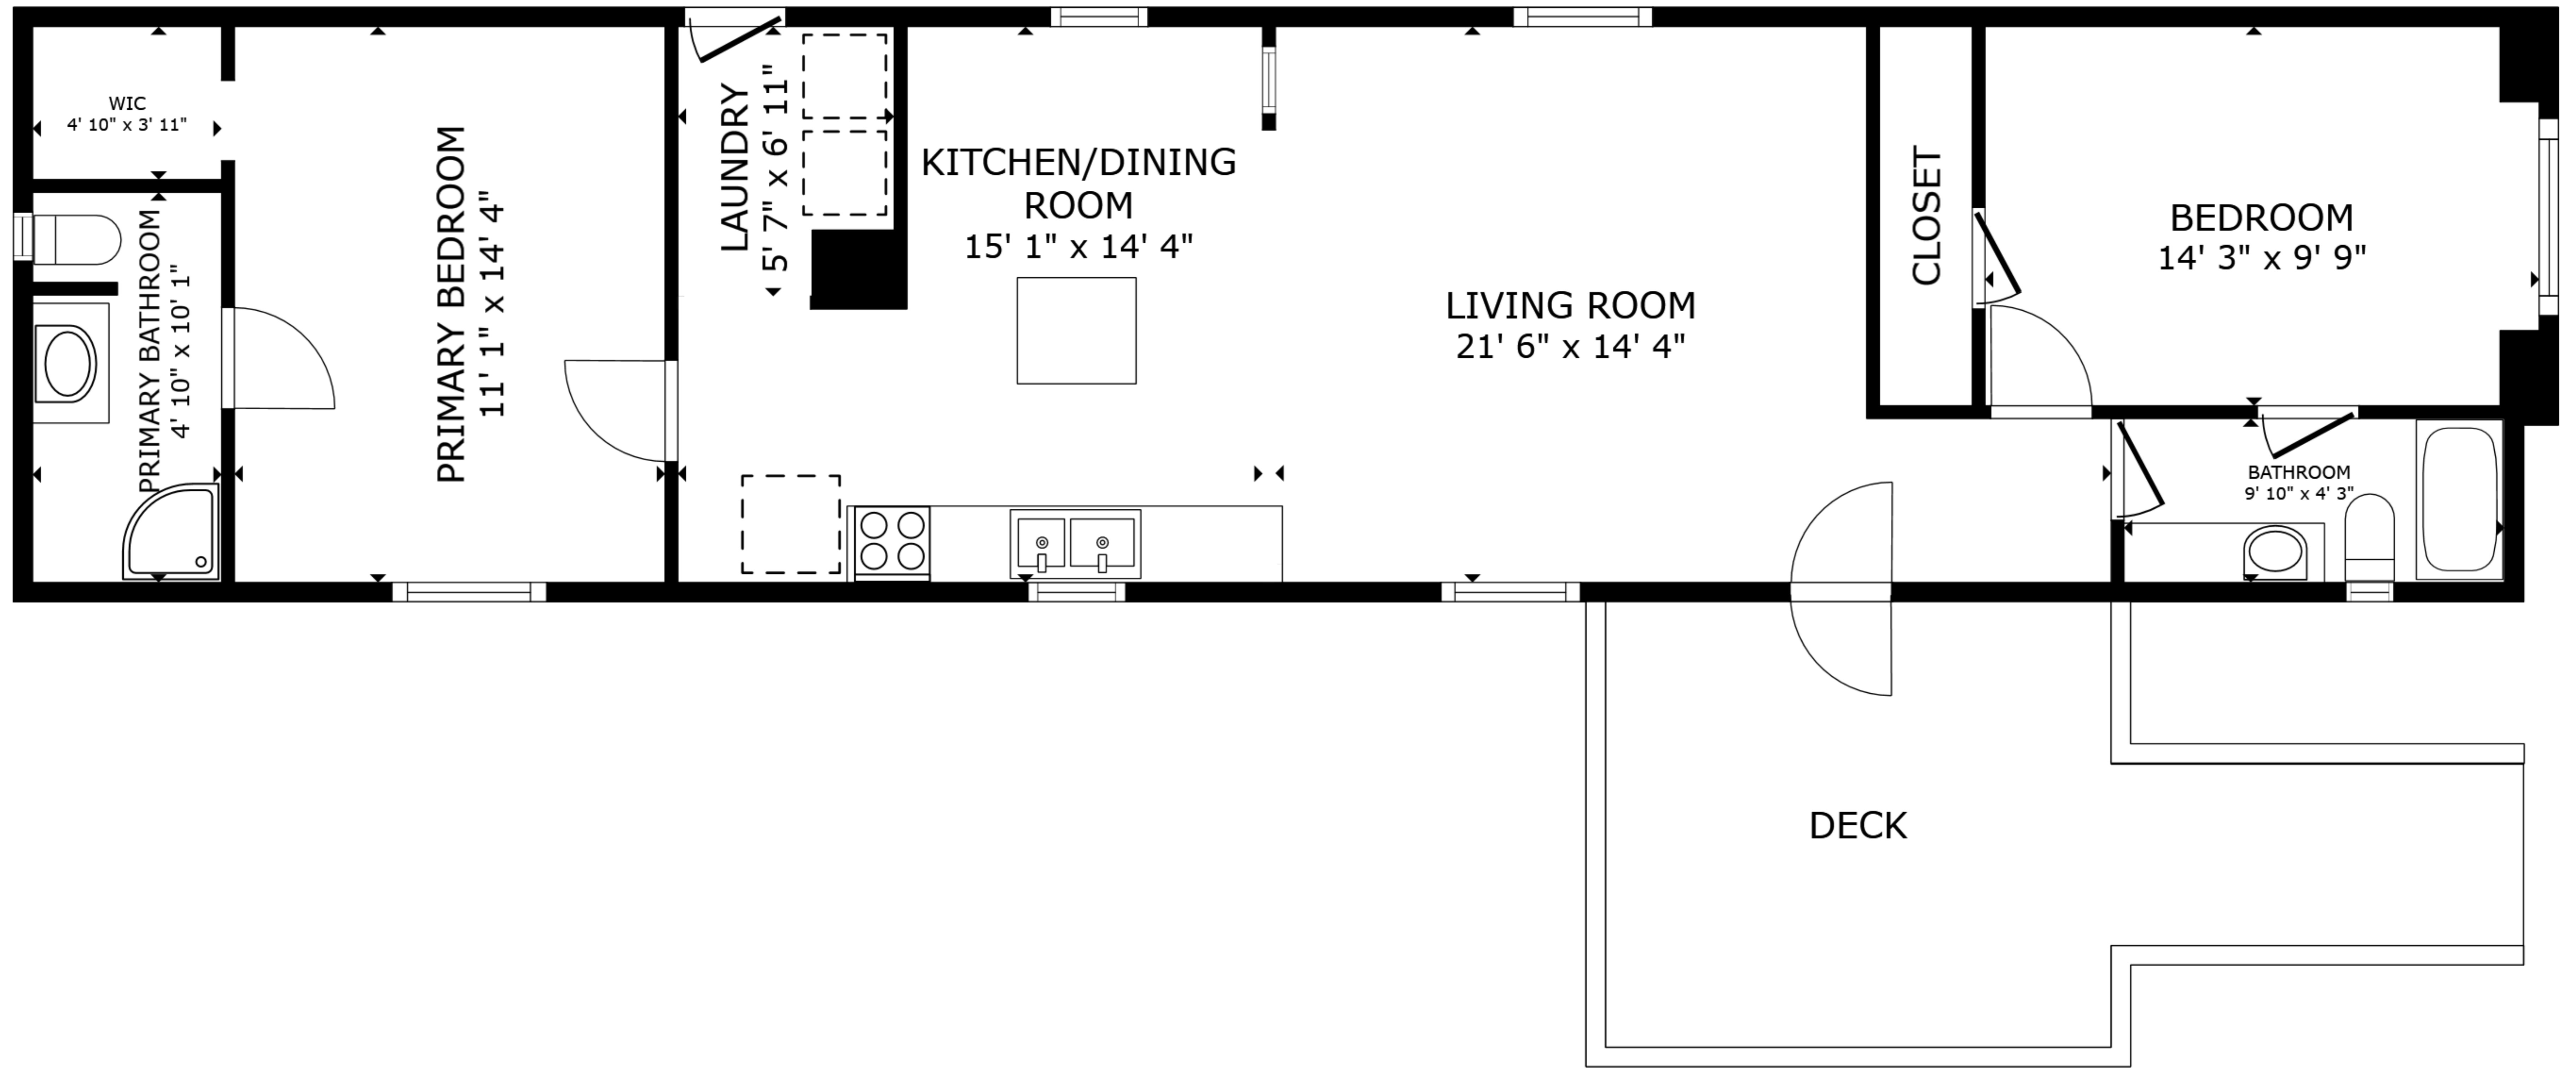 WIC
4' 10" x 3' 11"
PRIMARY BATHROOM
4' 10" x 10' 1"
PRIMARY BEDROOM
11' 1" x 14' 4"
LAUNDRY
5' 7" x 6' 11"
KITCHEN/DINING
ROOM
15' 1" x 14' 4"
LIVING ROOM
21' 6" x 14' 4"
CLOSET
BEDROOM
14' 3" x 9' 9"
BATHROOM
9' 10" x 4' 3"
DECK